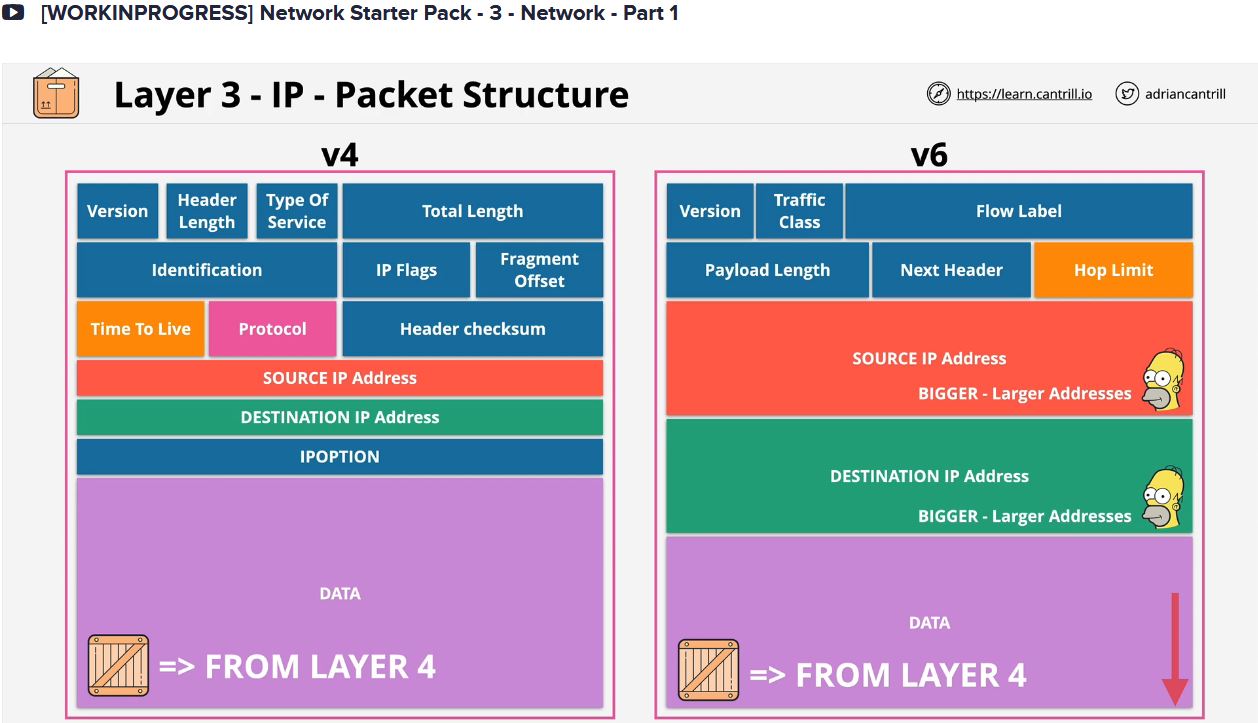 [WORKINPROGRESS] Network Starter Pack - 3 - Network - Part 1
Layer 3 - IP - Packet Structure
https://learn.cantrill.io
adriancantrill
v4
Version
Header
Length
Type Of
Service
Total Length
Identification
IP Flags
Fragment
Offset
Time To Live
Protocol
Header checksum
SOURCE IP Address
DESTINATION IP Address
IPOPTION
DATA
=> FROM LAYER 4
v6
Version
Traffic
Class
Flow Label
Payload Length
Next Header
Hop Limit
SOURCE IP Address
BIGGER - Larger Addresses
DESTINATION IP Address
BIGGER - Larger Addresses
DATA
=> FROM LAYER 4